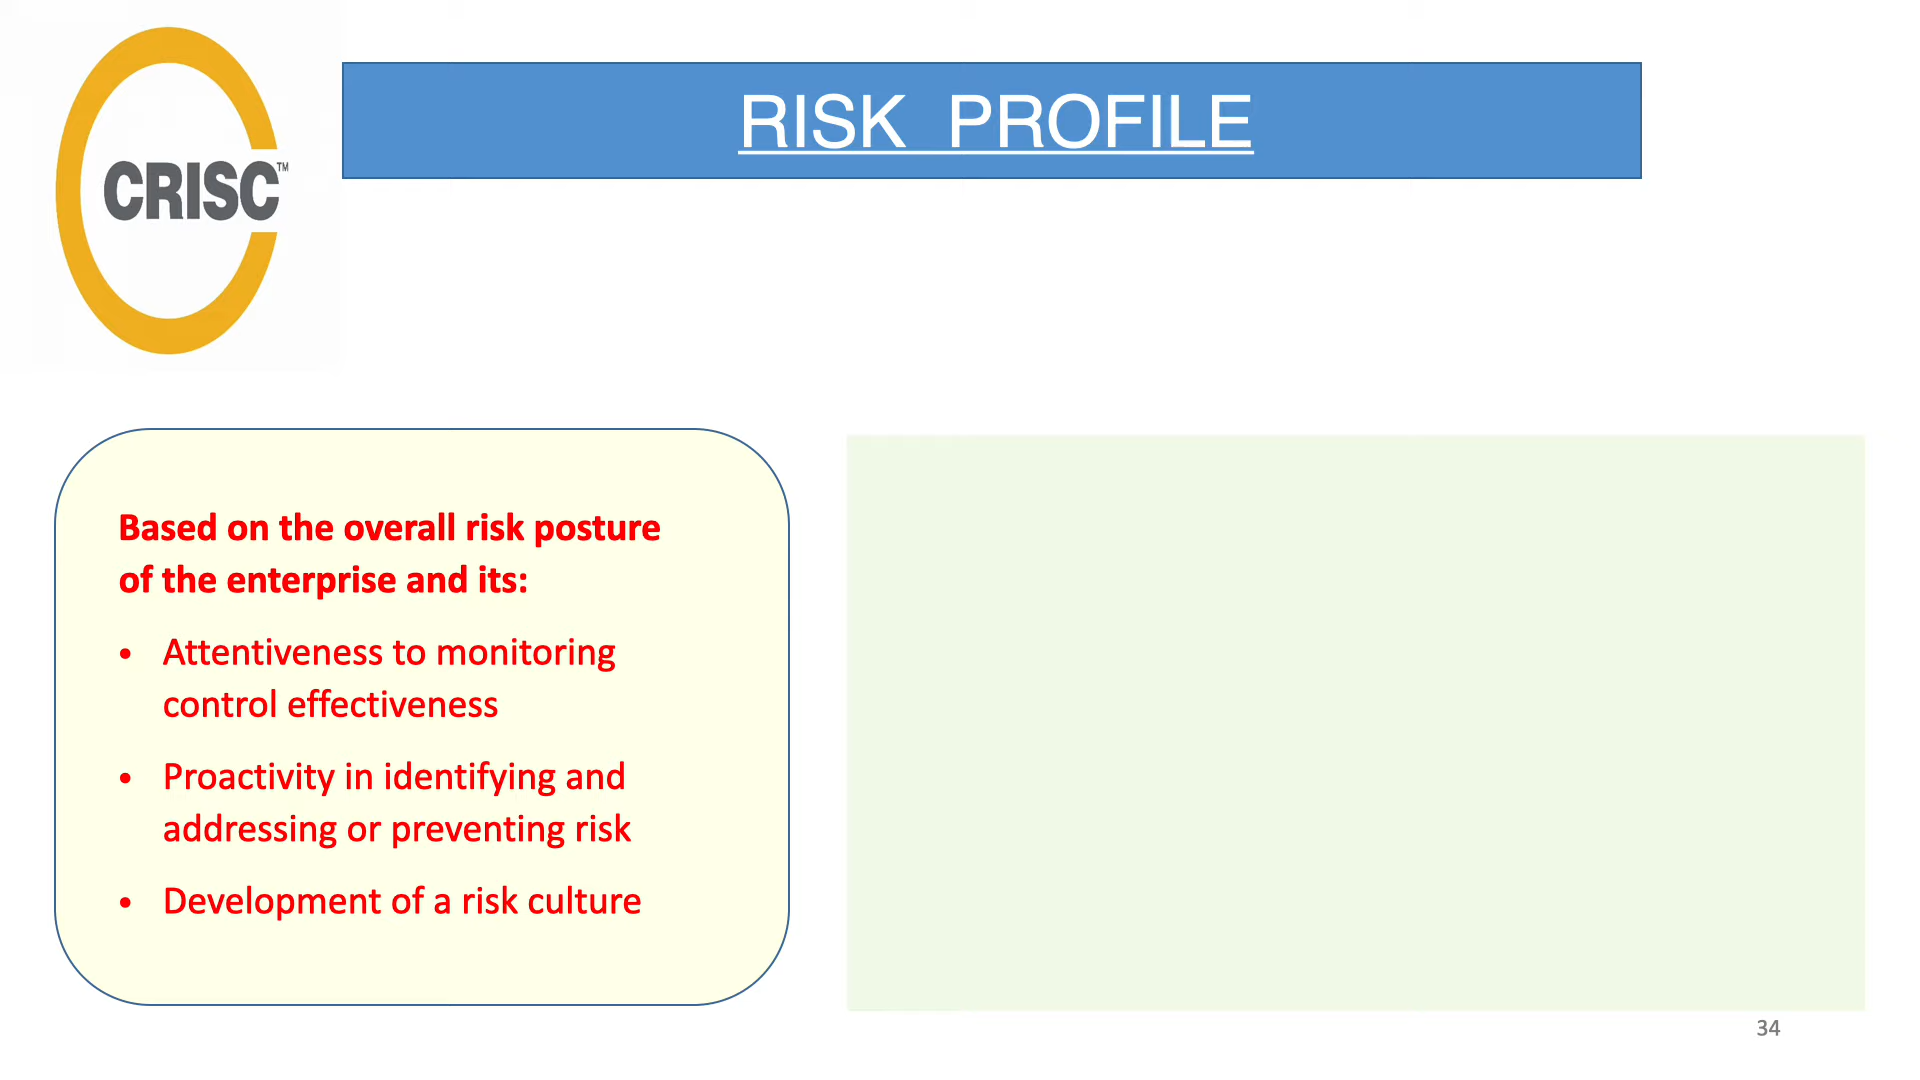 CRISC™
RISK PROFILE
Based on the overall risk posture
of the enterprise and its:
• Attentiveness to monitoring
control effectiveness
• Proactivity in identifying and
addressing or preventing risk
• Development of a risk culture
34